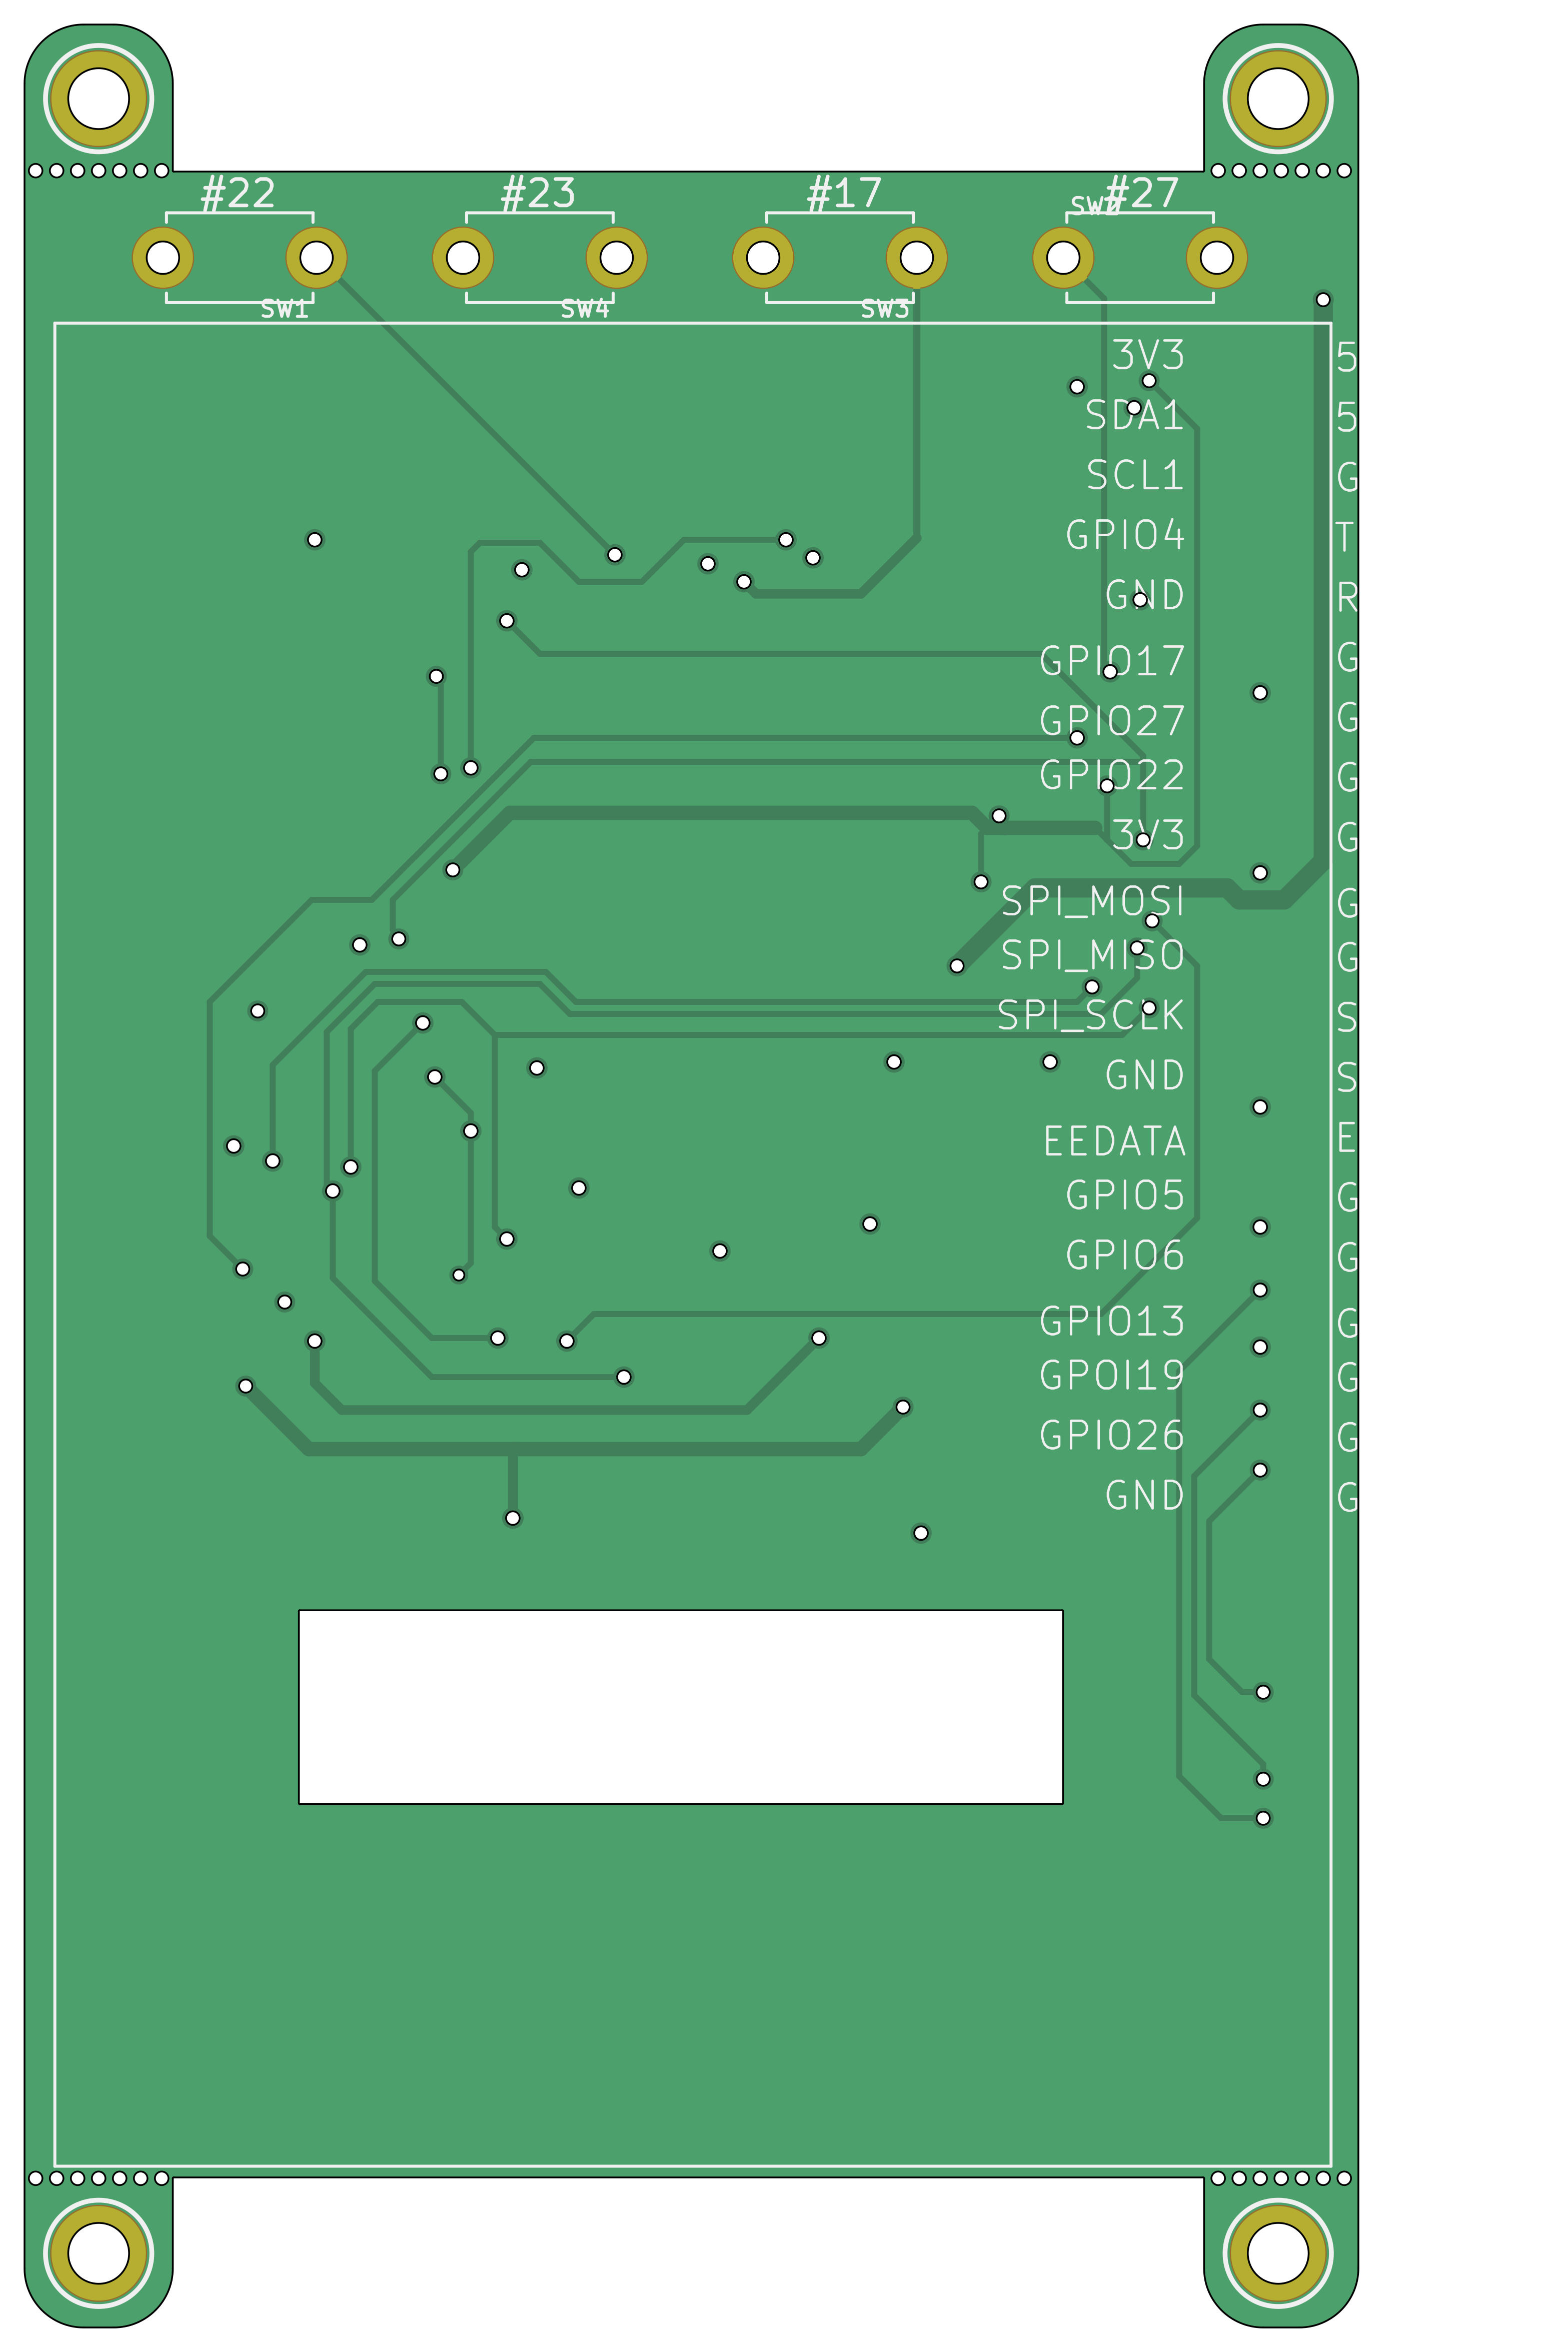 #22 #23 #17 #27
SW2
SW1 SW4 SW3
3V3 5
SDA1 5
SCL1 G
GPIO4 T
GND R
GPIO17 G
GPIO27 G
GPIO22 G
3V3 G
SPI_MOSI G
SPI_MISO G
SPI_SCLK S
GND S
EEDATA E
GPIO5 G
GPIO6 G
GPIO13 G
GPOI19 G
GPIO26 G
GND G